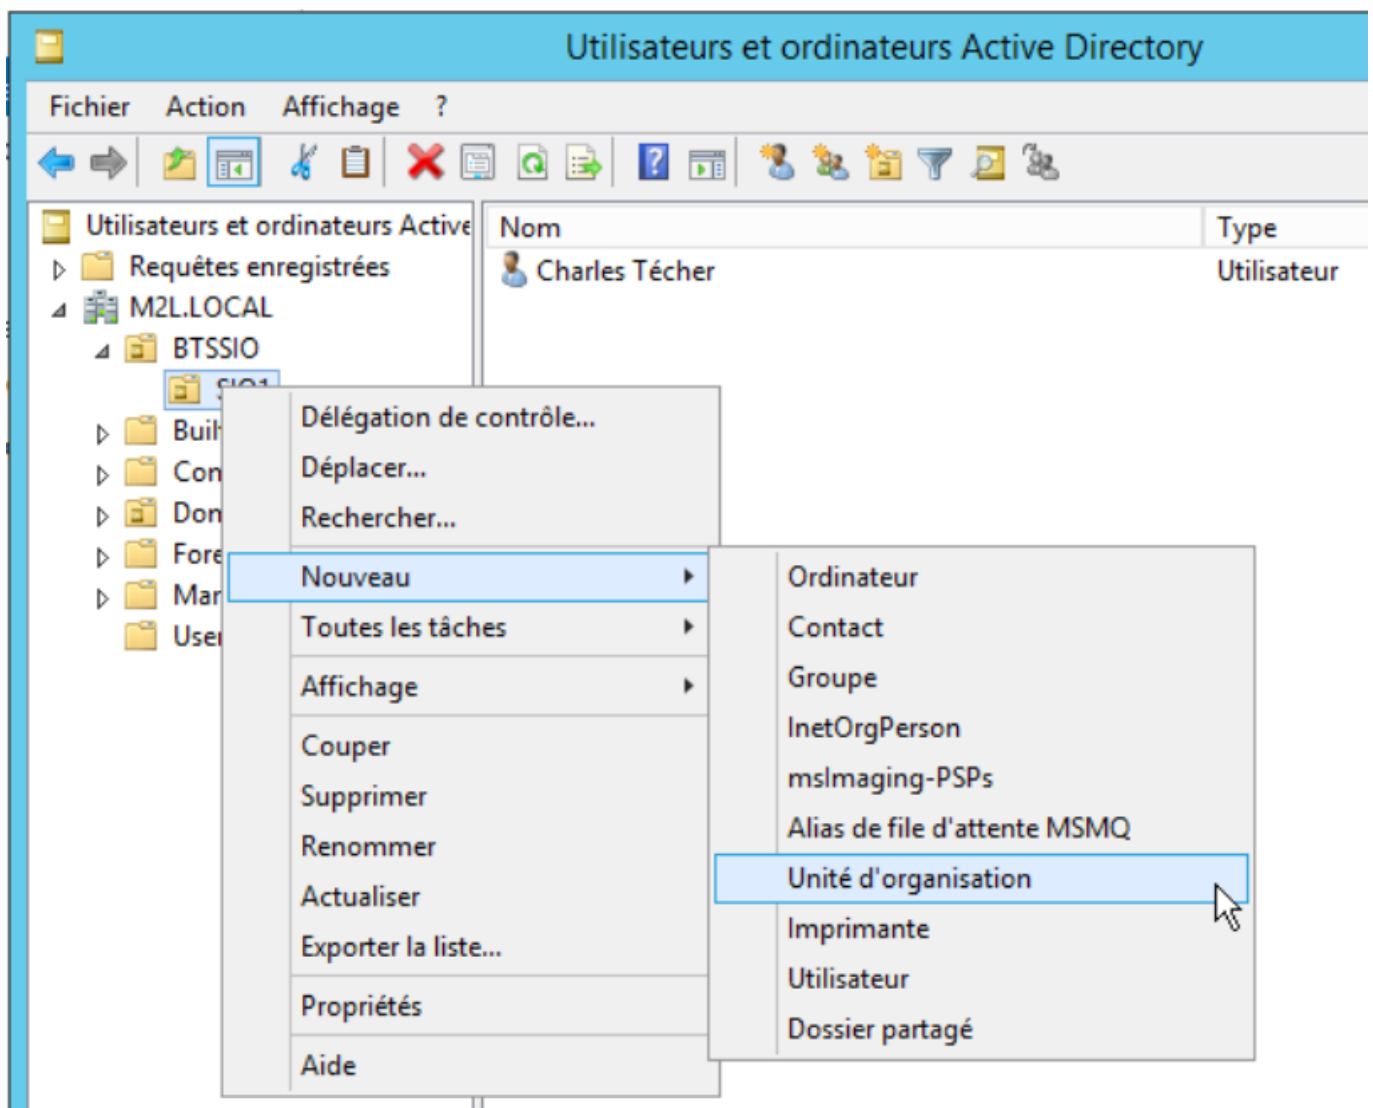 Utilisateurs et ordinateurs Active Directory
Fichier Action Affichage ?
Utilisateurs et ordinateurs Active
Requêtes enregistrées
M2L.LOCAL
BTSSIO
SIO1
Nom Type
Charles Técher Utilisateur
Délégation de contrôle...
Déplacer...
Rechercher...
Nouveau
Toutes les tâches
Affichage
Couper
Supprimer
Renommer
Actualiser
Exporter la liste...
Propriétés
Aide
Ordinateur
Contact
Groupe
InetOrgPerson
msImaging-PSPs
Alias de file d'attente MSMQ
Unité d'organisation
Imprimante
Utilisateur
Dossier partagé